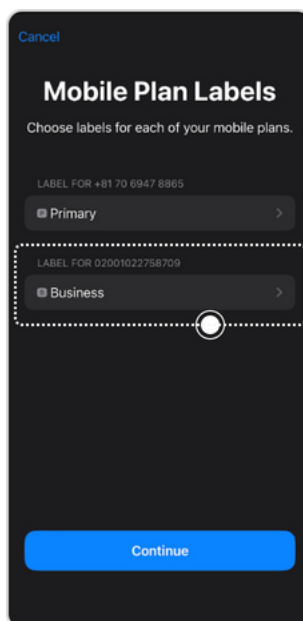 Cancel
Mobile Plan Labels
Choose labels for each of your mobile plans.
LABEL FOR +81 70 6947 8865
P Primary
LABEL FOR 02001022758709
Business
Continue